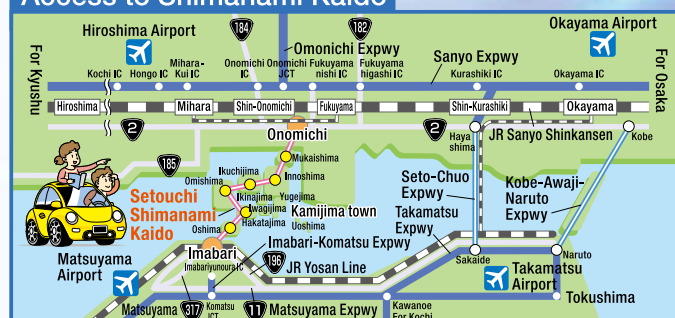 Access to Shimanami Kaido
Hiroshima Airport
184
182
Okayama Airport
For Kyushu
Omonichi Expwy
Sanyo Expwy
For Osaka
Kochi IC
Hongo IC
Mihara-
Kui IC
Onomichi
IC
Onomichi
JCT
Fukuyama
nishi IC
Fukuyama
higashi IC
Kurashiki IC
Okayama IC
Hiroshima
Mihara
Shin-Onomichi
Fukuyama
Shin-Kurashiki
Okayama
2
Onomichi
2
Haya
shima
JR Sanyo Shinkansen
Kobe
185
Mukaishima
Ikuchijima
Innoshima
Omishima
Ikinajima
Yugejima
Iwagijima
Hakatajima
Uoshima
Oshima
Kamijima town
Setouchi
Shimanami
Kaido
Seto-Chuo
Expwy
Takamatsu
Expwy
Kobe-Awaji-
Naruto
Expwy
Imabari-Komatsu Expwy
Imabari
Imabariyunoura IC
196
JR Yosan Line
Matsuyama
Airport
Sakaide
Naruto
Takamatsu
Airport
Tokushima
Matsuyama
317
Komatsu
JCT
11
Matsuyama Expwy
Kawanoe
For Kochi